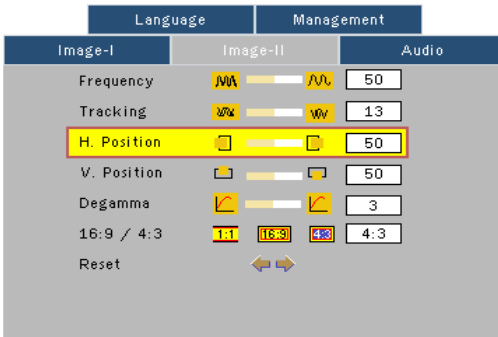 Language Management
Image-I Image-II Audio
Frequency 50
Tracking 13
H. Position 50
V. Position 50
Degamma 3
16:9 / 4:3 1:1 16:9 4:3 4:3
Reset